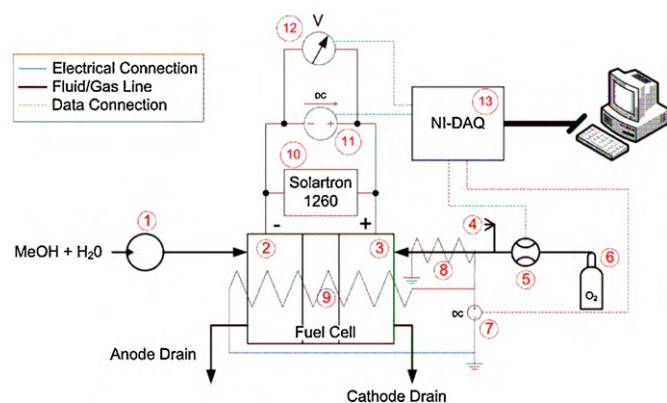 12
V
Electrical Connection
Fluid/Gas Line
Data Connection
DC
13
NI-DAQ
11
10
Solartron
1260
-
+
1
2
3
4
MeOH + H20
8
5
6
O2
9
DC
7
Fuel Cell
Anode Drain
Cathode Drain